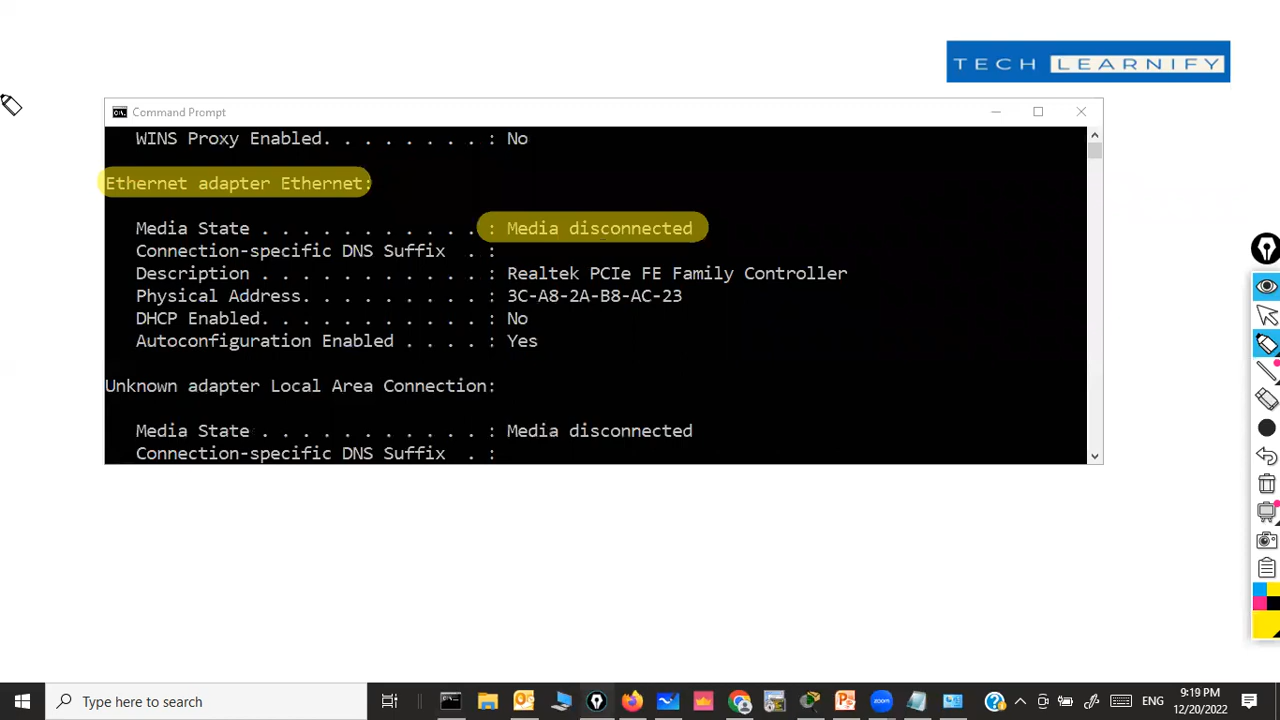 TECH LEARNIFY
Command Prompt
WINS Proxy Enabled. . . . . . . . : No
Ethernet adapter Ethernet:
Media State . . . . . . . . . . . : Media disconnected
Connection-specific DNS Suffix  . :
Description . . . . . . . . . . . : Realtek PCIe FE Family Controller
Physical Address. . . . . . . . . : 3C-A8-2A-B8-AC-23
DHCP Enabled. . . . . . . . . . . : No
Autoconfiguration Enabled . . . . : Yes
Unknown adapter Local Area Connection:
Media State . . . . . . . . . . . : Media disconnected
Connection-specific DNS Suffix  . :
Type here to search
ENG
9:19 PM
12/20/2022